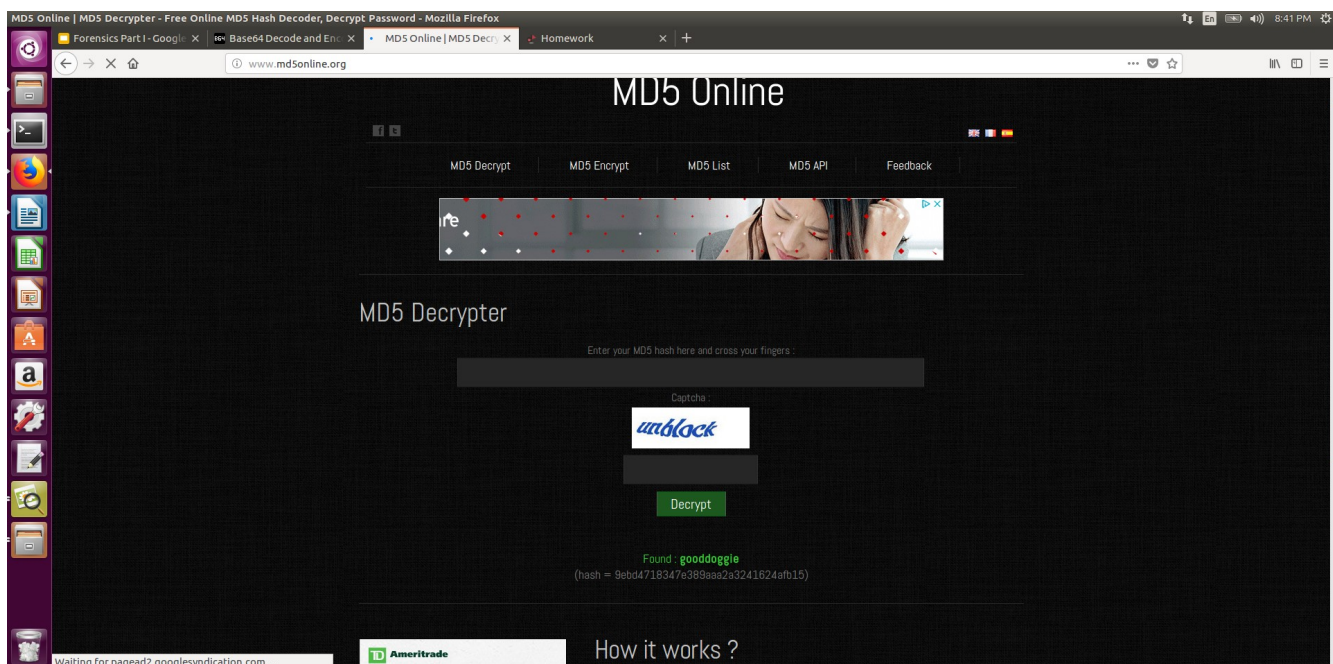 MD5 Online | MD5 Decrypter - Free Online MD5 Hash Decoder, Decrypt Password - Mozilla Firefox
En 8:41 PM
Forensics Part I - Google
Base64 Decode and Enc
MD5 Online | MD5 Decry
Homework
www.md5online.org
MD5 Online
MD5 Decrypt MD5 Encrypt MD5 List MD5 API Feedback
MD5 Decrypter
Enter your MD5 hash here and cross your fingers :
Captcha :
unblock
Decrypt
Found : gooddoggie
(hash = 9ebd4718347e389aaa2a3241624afb15)
Ameritrade
How it works ?
Waiting for pagead2.googlesyndication.com